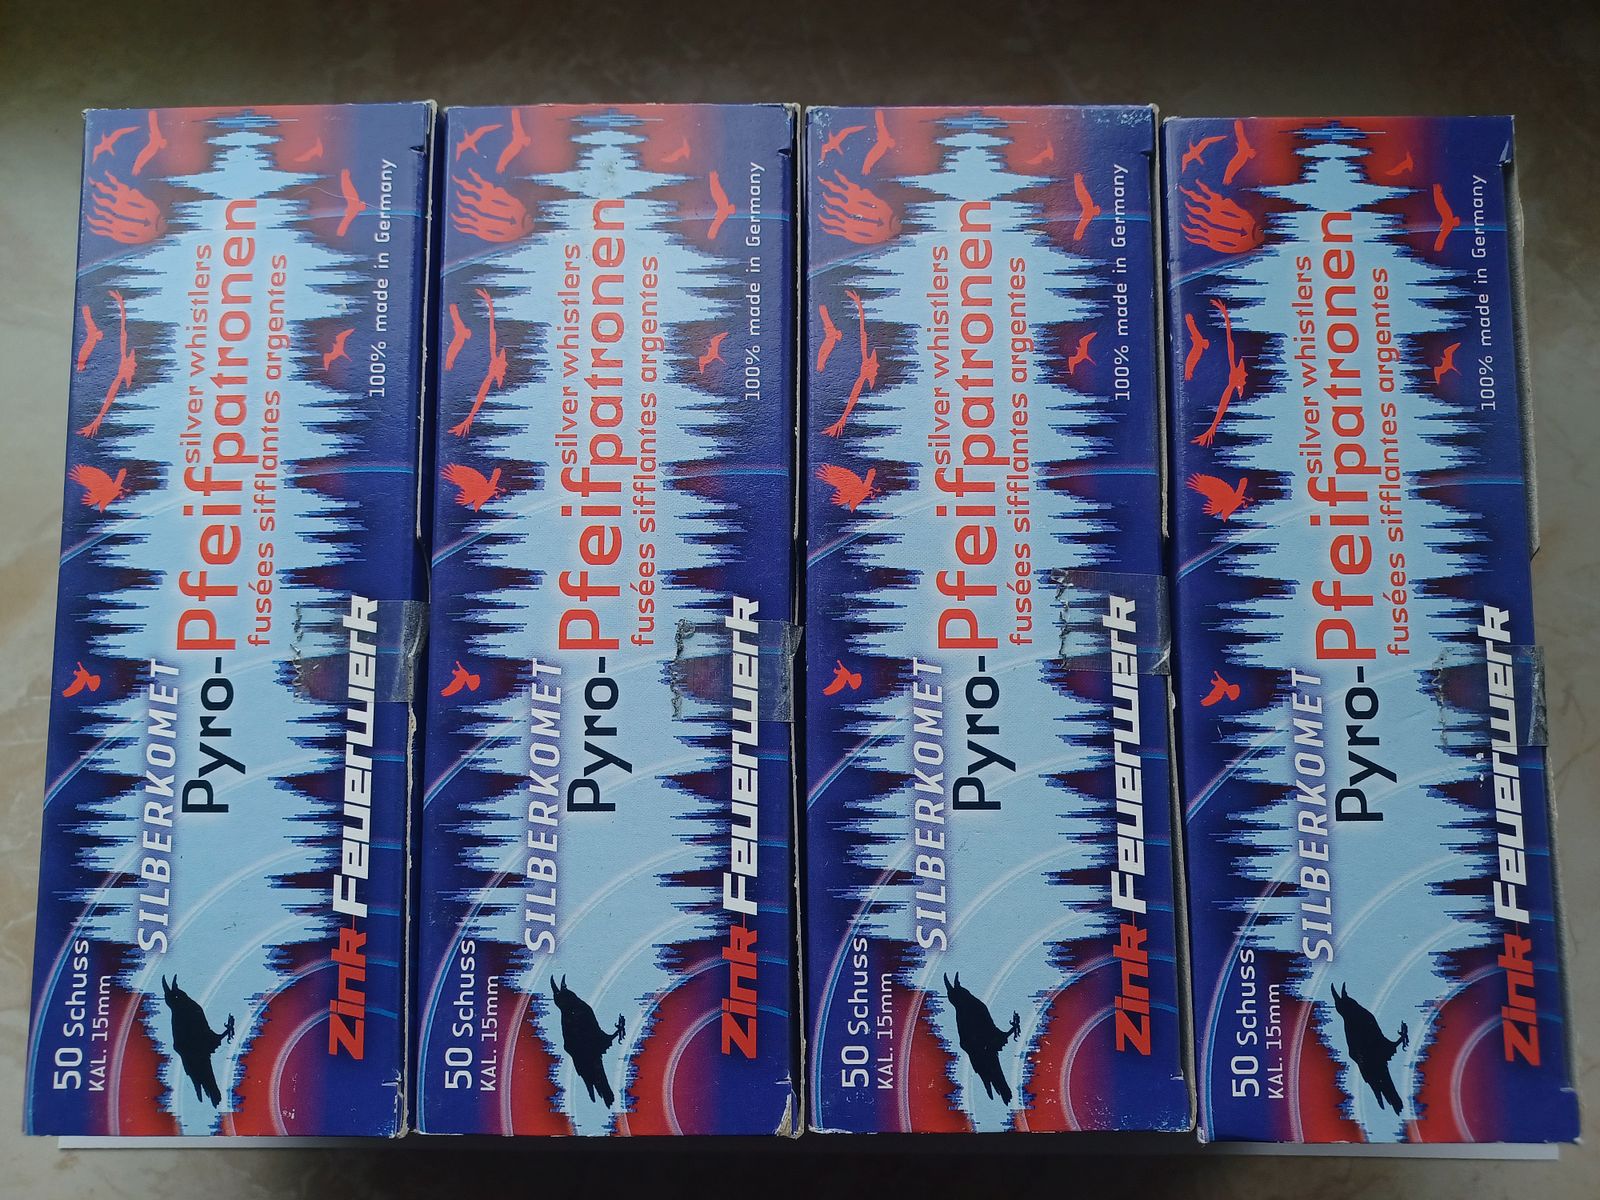 50 Schuss
KAL. 15mm
SILBERKOMET
silver whistlers
Pyro-Pfeifpatronen
fusées sifflantes argentes
zink Feuerwerk
100% made in Germany
50 Schuss
KAL. 15mm
SILBERKOMET
silver whistlers
Pyro-Pfeifpatronen
fusées sifflantes argentes
zink Feuerwerk
100% made in Germany
50 Schuss
KAL. 15mm
SILBERKOMET
silver whistlers
Pyro-Pfeifpatronen
fusées sifflantes argentes
zink Feuerwerk
100% made in Germany
50 Schuss
KAL. 15mm
SILBERKOMET
silver whistlers
Pyro-Pfeifpatronen
fusées sifflantes argentes
zink Feuerwerk
100% made in Germany